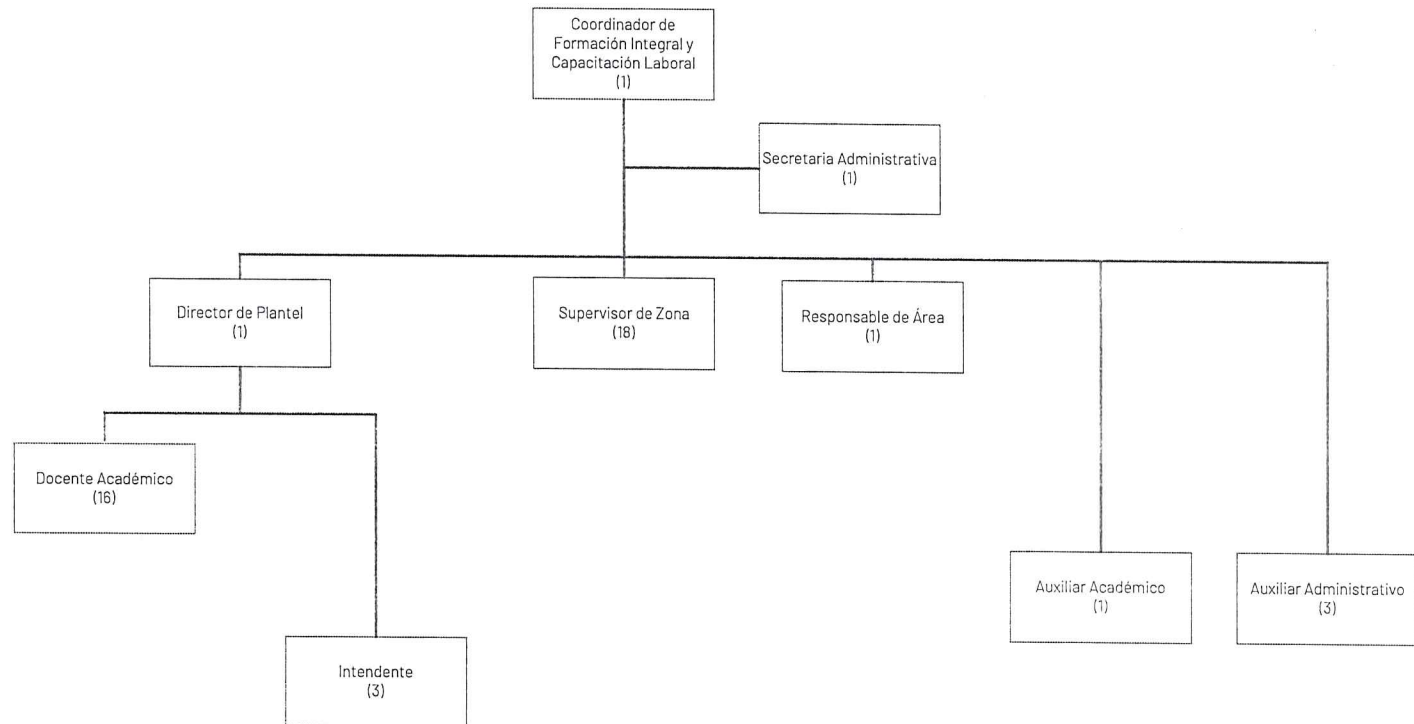 Coordinador de
Formación Integral y
Capacitación Laboral
(1)
Secretaria Administrativa
(1)
Director de Plantel
(1)
Supervisor de Zona
(18)
Responsable de Área
(1)
Docente Académico
(16)
Auxiliar Académico
(1)
Auxiliar Administrativo
(3)
Intendente
(3)